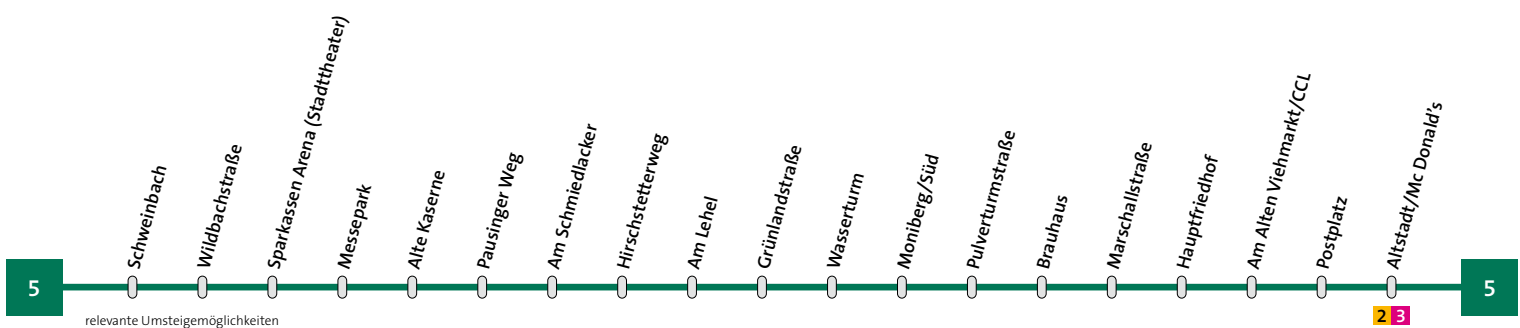 5
Schweinbach
Wildbachstraße
Sparkassen Arena (Stadttheater)
Messepark
Alte Kaserne
Pausinger Weg
Am Schmiedlacker
Hirschstetterweg
Am Lehel
Grünlandstraße
Wasserturm
Moniberg/Süd
Pulverturmstraße
Brauhaus
Marschallstraße
Hauptfriedhof
Am Alten Viehmarkt/CCL
Postplatz
Altstadt/Mc Donald's
5
relevante Umsteigemöglichkeiten
2 3